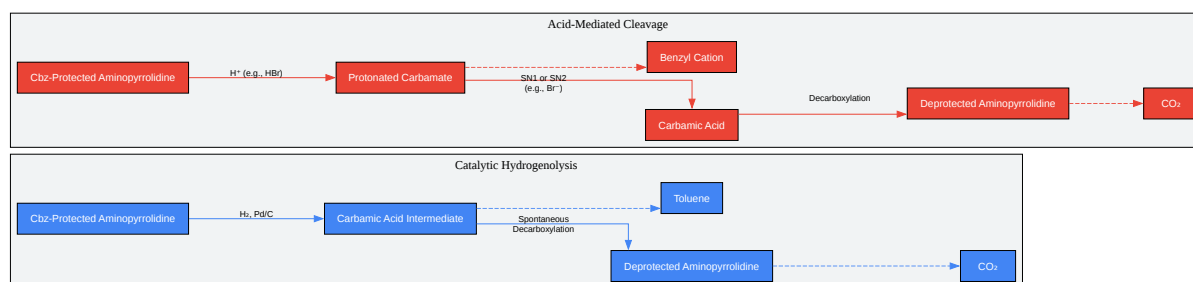 Acid-Mediated Cleavage
Benzyl Cation
Cbz-Protected Aminopyrrolidine
H⁺ (e.g., HBr)
Protonated Carbamate
SN1 or SN2
(e.g., Br⁻)
Carbamic Acid
Decarboxylation
Deprotected Aminopyrrolidine
CO₂
Catalytic Hydrogenolysis
Toluene
Cbz-Protected Aminopyrrolidine
H₂, Pd/C
Carbamic Acid Intermediate
Spontaneous
Decarboxylation
Deprotected Aminopyrrolidine
CO₂